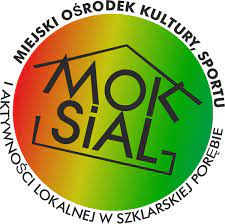 MIEJSKI OŚRODEK KULTURY, SPORTU
I AKTYWNOŚCI LOKALNEJ W SZKLARSKIEJ PORĘBIE
MOK
SiAL